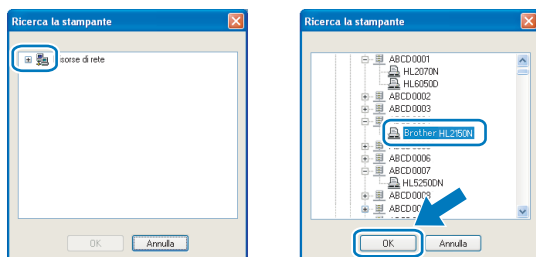 Ricerca la stampante
sorse di rete
OK
Annulla
Ricerca la stampante
ABCD0001
HL2070N
HL6050D
ABCD0002
ABCD0003
Brother HL2150N
ABCD0006
ABCD0007
HL5250DN
OK
Annulla